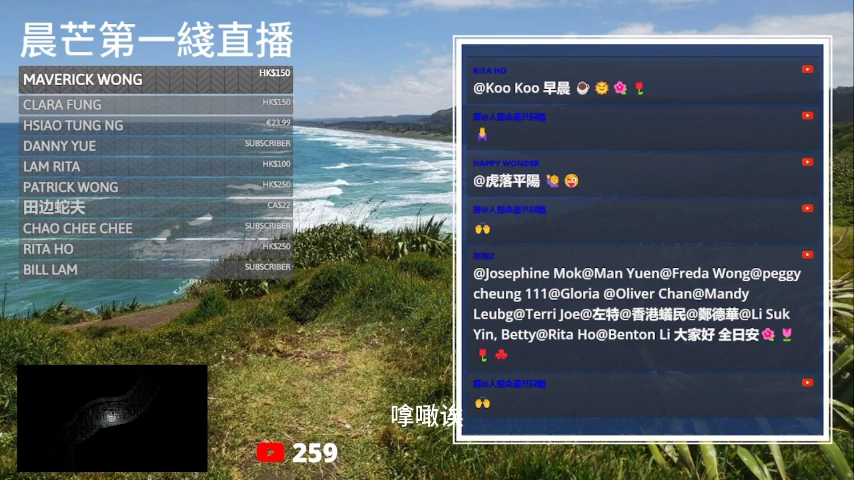 晨芒第一綫直播
MAVERICK WONG HK$150
CLARA FUNG HK$150
HSIAO TUNG NG €23.99
DANNY YUE SUBSCRIBER
LAM RITA HK$100
PATRICK WONG HK$250
田边蛇夫 CA$22
CHAO CHEE CHEE SUBSCRIBER
RITA HO HK$250
BILL LAM SUBSCRIBER
259
嗱噉诶
RITA HO
@Koo Koo 早晨
HAPPY WONDER
@虎落平陽
@Josephine Mok@Man Yuen@Freda Wong@peggy
cheung 111@Gloria @Oliver Chan@Mandy
Leubg@Terri Joe@左特@香港蟻民@鄭德華@Li Suk
Yin, Betty@Rita Ho@Benton Li 大家好 全日安